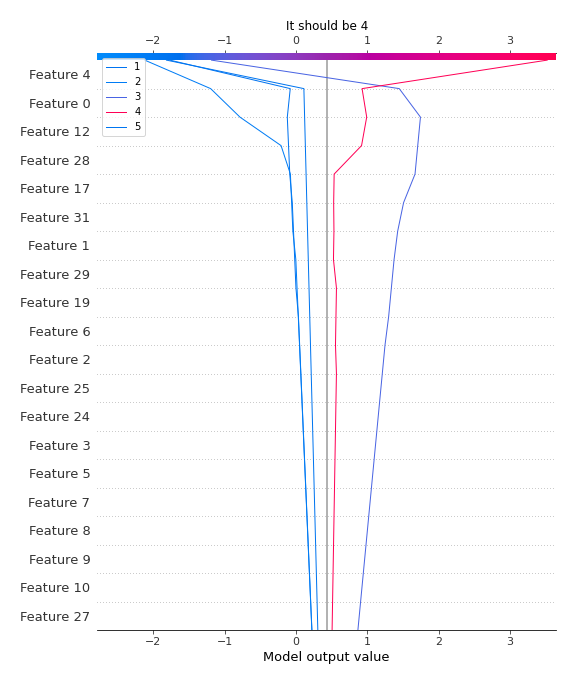 It should be 4
−2 −1 0 1 2 3
1
2
3
4
5
Feature 4
Feature 0
Feature 12
Feature 28
Feature 17
Feature 31
Feature 1
Feature 29
Feature 19
Feature 6
Feature 2
Feature 25
Feature 24
Feature 3
Feature 5
Feature 7
Feature 8
Feature 9
Feature 10
Feature 27
−2 −1 0 1 2 3
Model output value